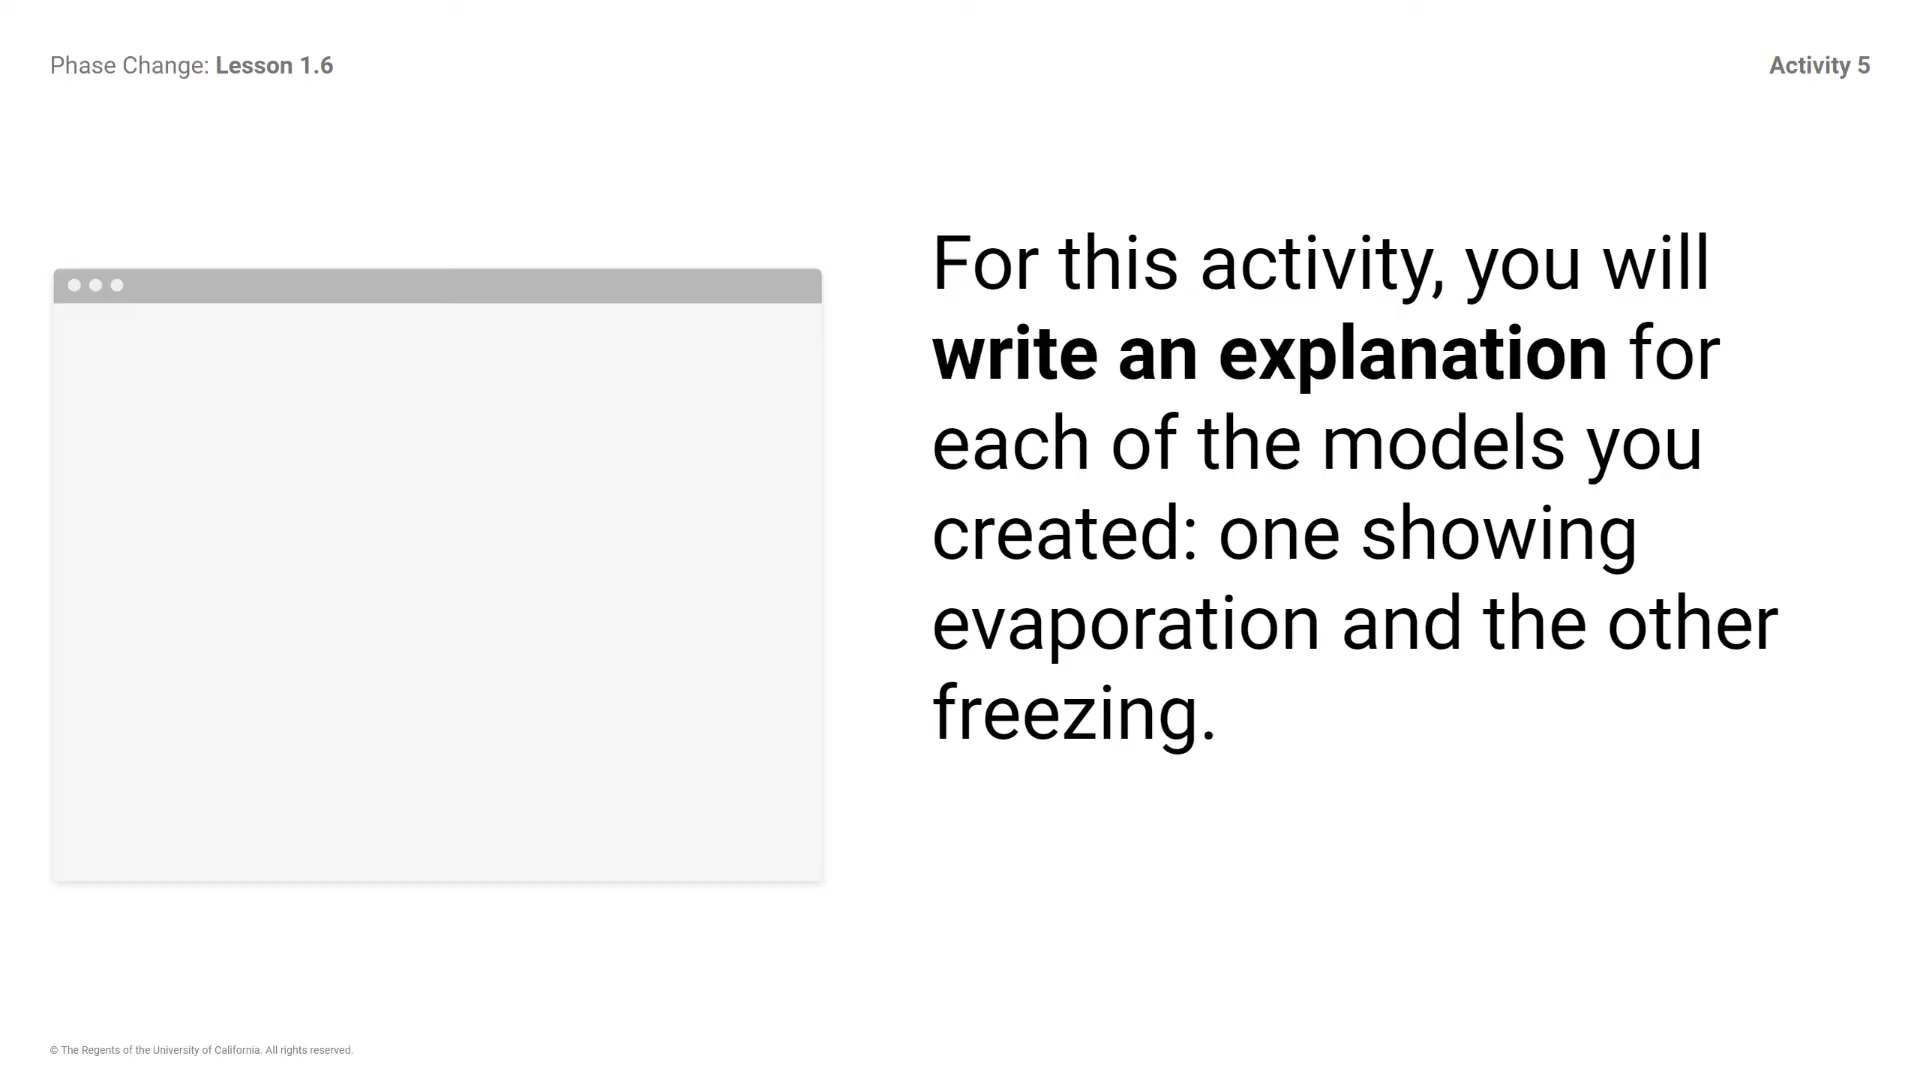 Phase Change: Lesson 1.6
Activity 5
For this activity, you will
write an explanation for
each of the models you
created: one showing
evaporation and the other
freezing.
© The Regents of the University of California. All rights reserved.